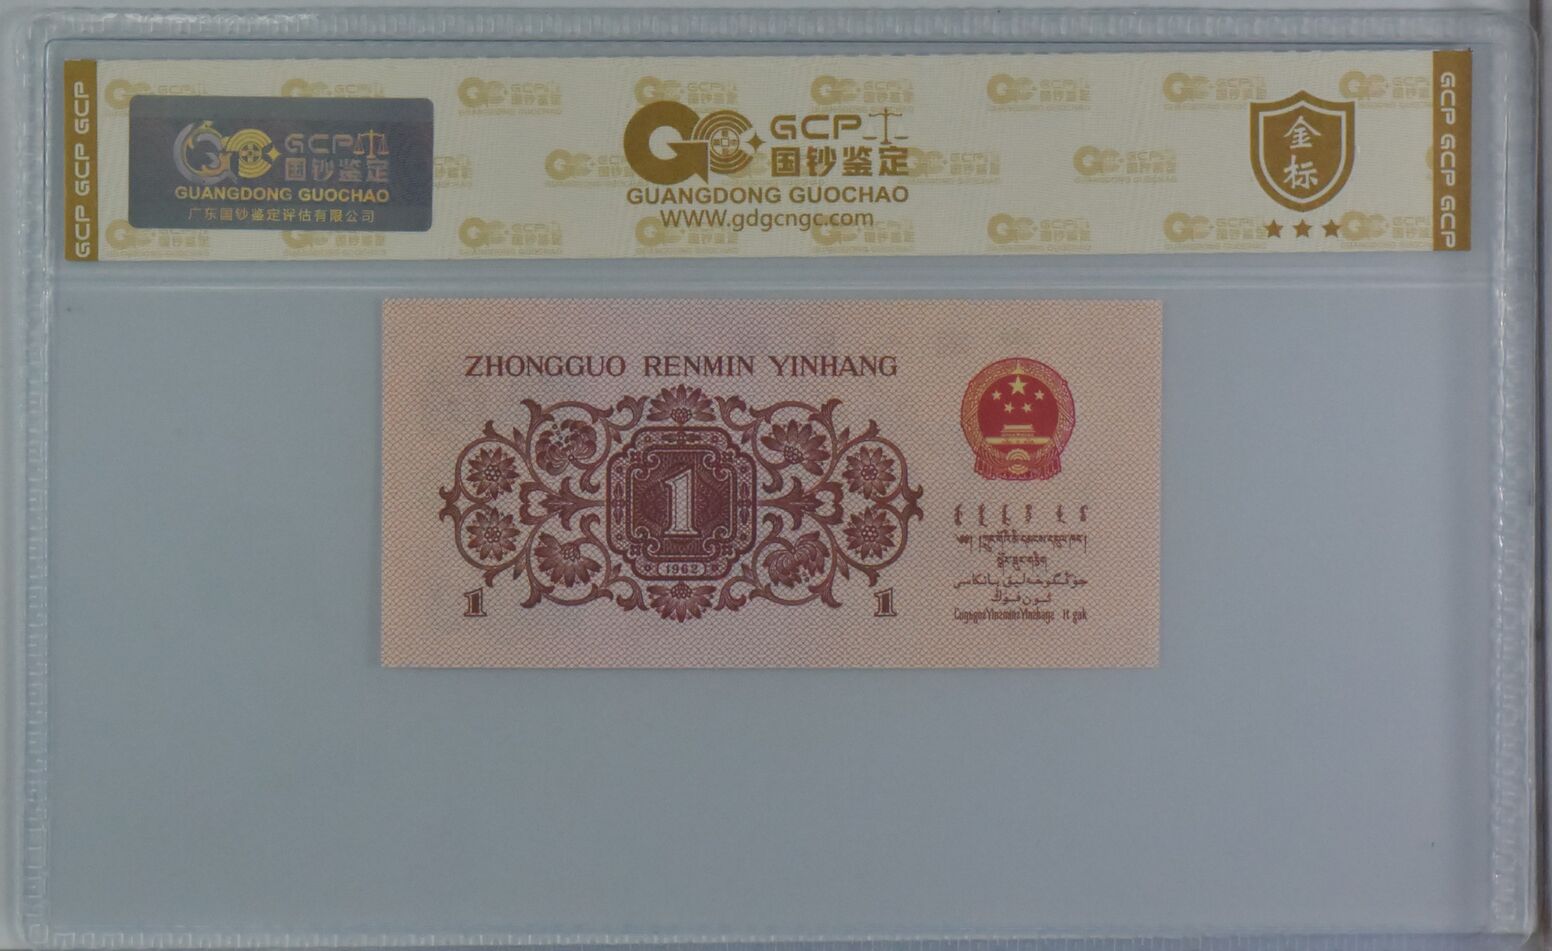 GCP GCP GCP
GCP
国钞鉴定
GUANGDONG GUOCHAO
广东国钞鉴定评估有限公司
GCP
国钞鉴定
GUANGDONG GUOCHAO
WWW.gdgcngc.com
金标
GCP GCP GCP
ZHONGGUO RENMIN YINHANG
1
1962
1
1